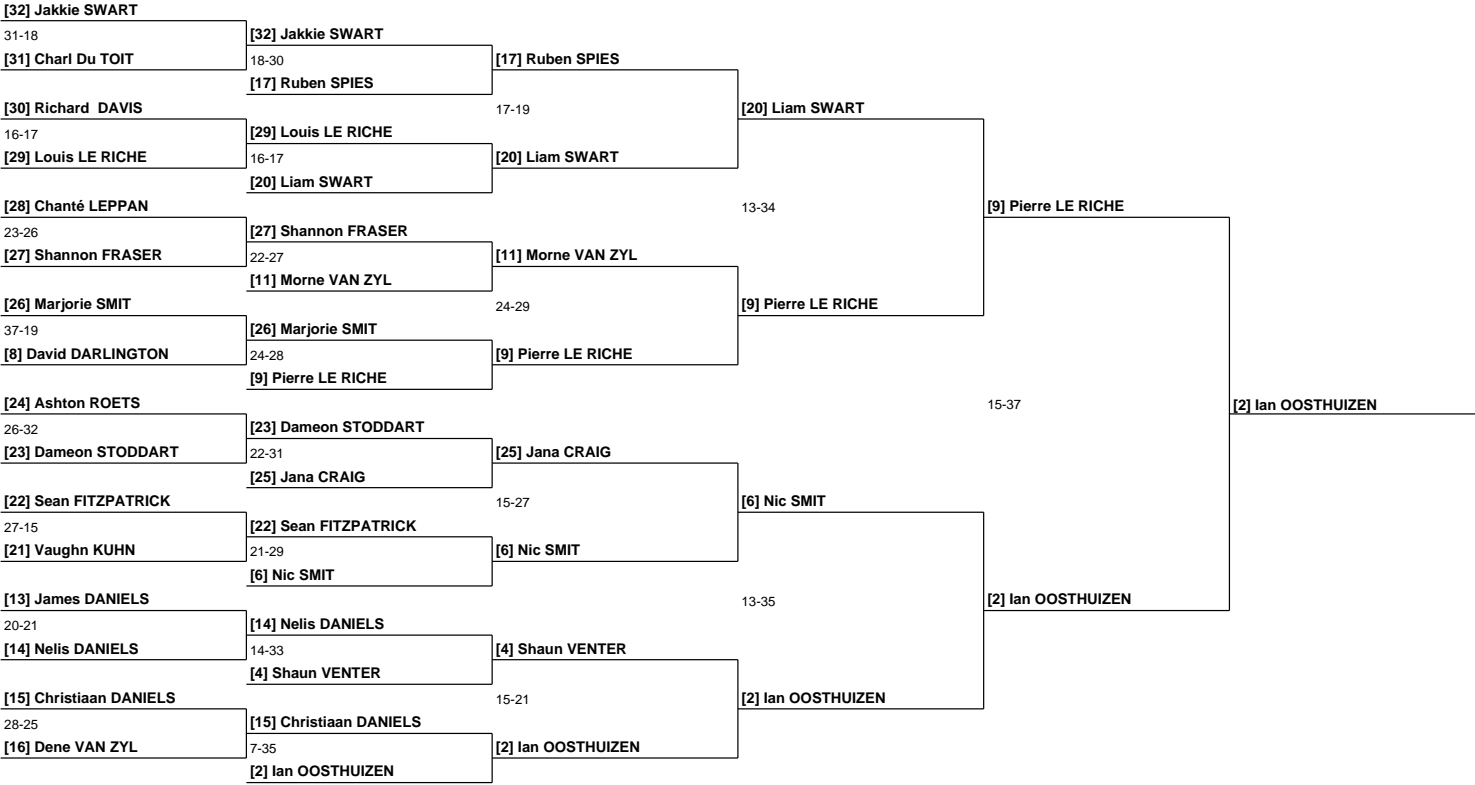 [32] Jakkie SWART
31-18
[31] Charl Du TOIT
[30] Richard  DAVIS
16-17
[29] Louis LE RICHE
[28] Chanté LEPPAN
23-26
[27] Shannon FRASER
[26] Marjorie SMIT
37-19
[8] David DARLINGTON
[24] Ashton ROETS
26-32
[23] Dameon STODDART
[22] Sean FITZPATRICK
27-15
[21] Vaughn KUHN
[13] James DANIELS
20-21
[14] Nelis DANIELS
[15] Christiaan DANIELS
28-25
[16] Dene VAN ZYL
[32] Jakkie SWART
18-30
[17] Ruben SPIES
[29] Louis LE RICHE
16-17
[20] Liam SWART
[27] Shannon FRASER
22-27
[11] Morne VAN ZYL
[26] Marjorie SMIT
24-28
[9] Pierre LE RICHE
[23] Dameon STODDART
22-31
[25] Jana CRAIG
[22] Sean FITZPATRICK
21-29
[6] Nic SMIT
[14] Nelis DANIELS
14-33
[4] Shaun VENTER
[15] Christiaan DANIELS
7-35
[2] Ian OOSTHUIZEN
[17] Ruben SPIES
17-19
[20] Liam SWART
[11] Morne VAN ZYL
24-29
[9] Pierre LE RICHE
[25] Jana CRAIG
15-27
[6] Nic SMIT
[4] Shaun VENTER
15-21
[2] Ian OOSTHUIZEN
[20] Liam SWART
13-34
[9] Pierre LE RICHE
[6] Nic SMIT
13-35
[2] Ian OOSTHUIZEN
[9] Pierre LE RICHE
15-37
[2] Ian OOSTHUIZEN
[2] Ian OOSTHUIZEN